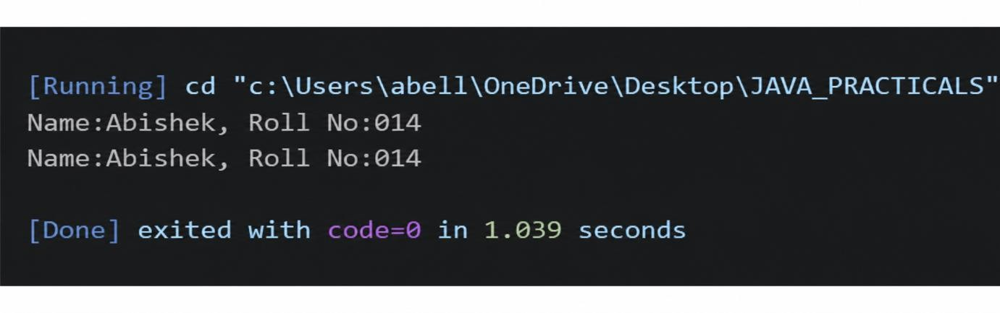 [Running] cd "c:\Users\abell\OneDrive\Desktop\JAVA_PRACTICALS"
Name:Abishek, Roll No:014
Name:Abishek, Roll No:014
[Done] exited with code=0 in 1.039 seconds